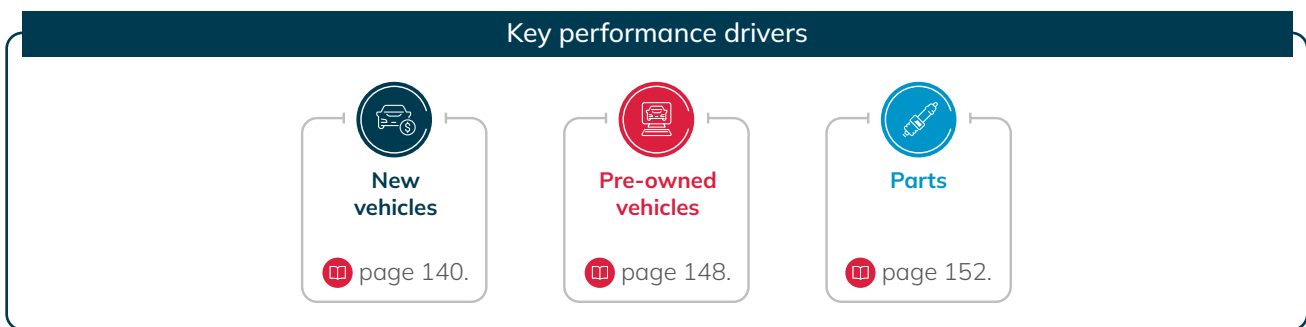 Key performance drivers
New
vehicles
page 140.
Pre-owned
vehicles
page 148.
Parts
page 152.